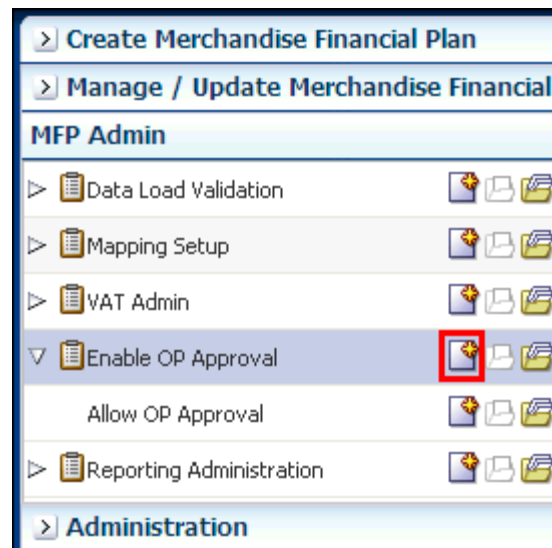 Create Merchandise Financial Plan
Manage / Update Merchandise Financial
MFP Admin
Data Load Validation
Mapping Setup
VAT Admin
Enable OP Approval
Allow OP Approval
Reporting Administration
Administration